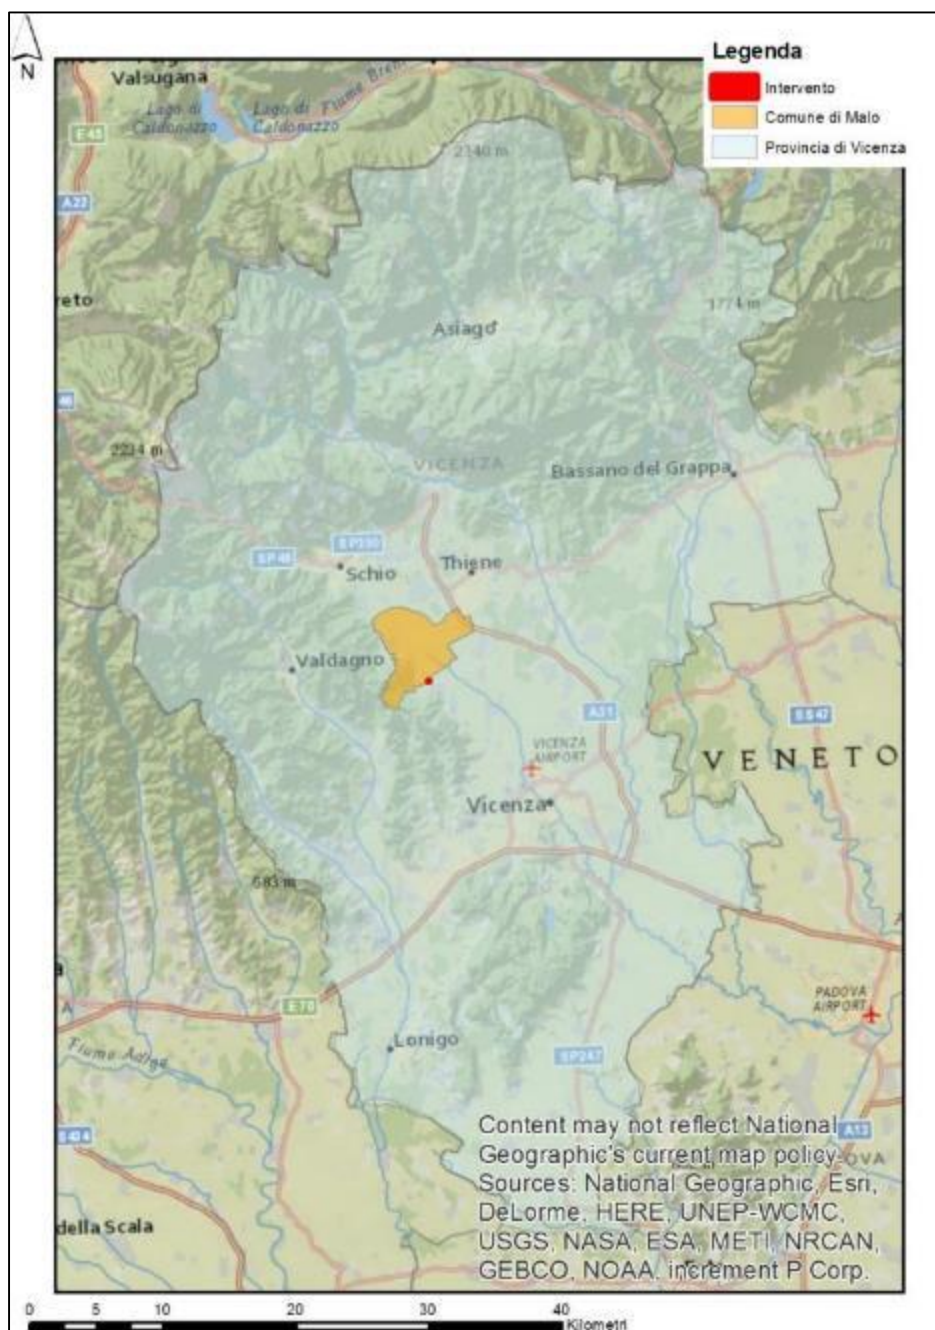 N
Legenda
Intervento
Comune di Malo
Provincia di Vicenza
Valsugana
Lago di
Caldonazzo
Lago di
Caldonazzo
Fiume
E45
2340 m
A22
reto
1774 m
Asiago
46
2234 m
VICENZA
Bassano del Grappa
SP46
SP350
Schio
Thiene
Valdagno
A31
SS47
VICENZA
AIRPORT
VENETO
Vicenza
683 m
A
PADOVA
AIRPORT
A
E70
Fiume Adige
Lonigo
SP247
A13
OVA
della Scala
Content may not reflect National
Geographic's current map policy.
Sources: National Geographic, Esri,
DeLorme, HERE, UNEP-WCMC,
USGS, NASA, ESA, METI, NRCAN,
GEBCO, NOAA, increment P Corp.
0 5 10 20 30 40
Kilometri